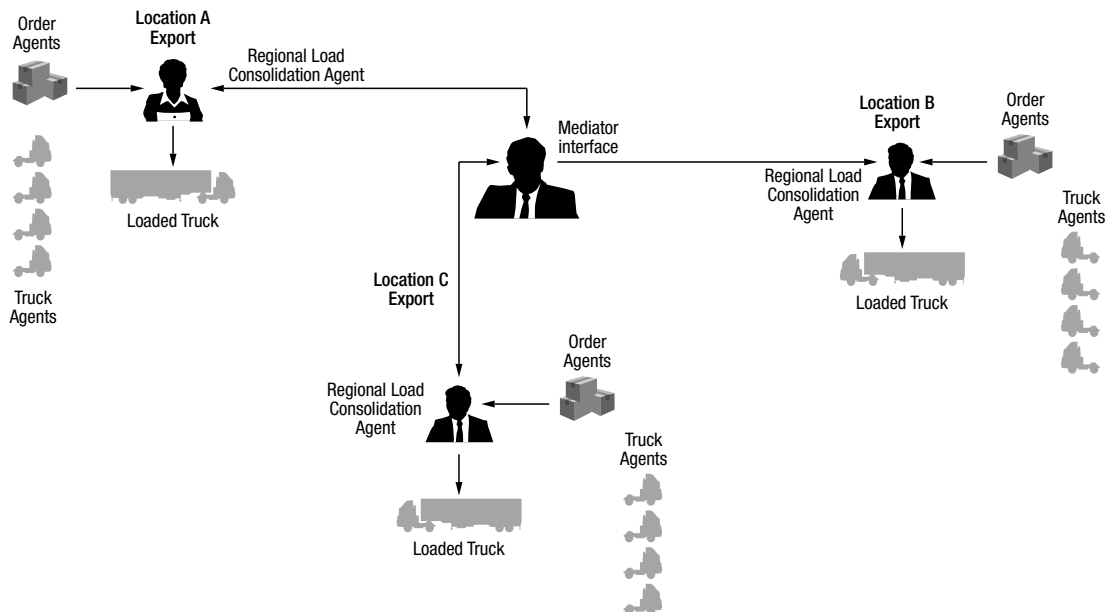 Order
Agents
Location A
Export
Regional Load
Consolidation Agent
Loaded Truck
Truck
Agents
Mediator
interface
Location B
Export
Order
Agents
Regional Load
Consolidation
Agent
Truck
Agents
Loaded Truck
Location C
Export
Order
Agents
Regional Load
Consolidation
Agent
Truck
Agents
Loaded Truck